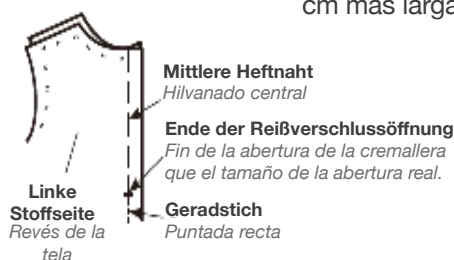 cm más larga
Mittlere Heftnaht
Hilvanado central
Ende der Reißverschlussöffnung
Fin de la abertura de la cremallera
que el tamaño de la abertura real.
Linke
Stoffseite
Revés de la
tela
Geradstich
Puntada recta